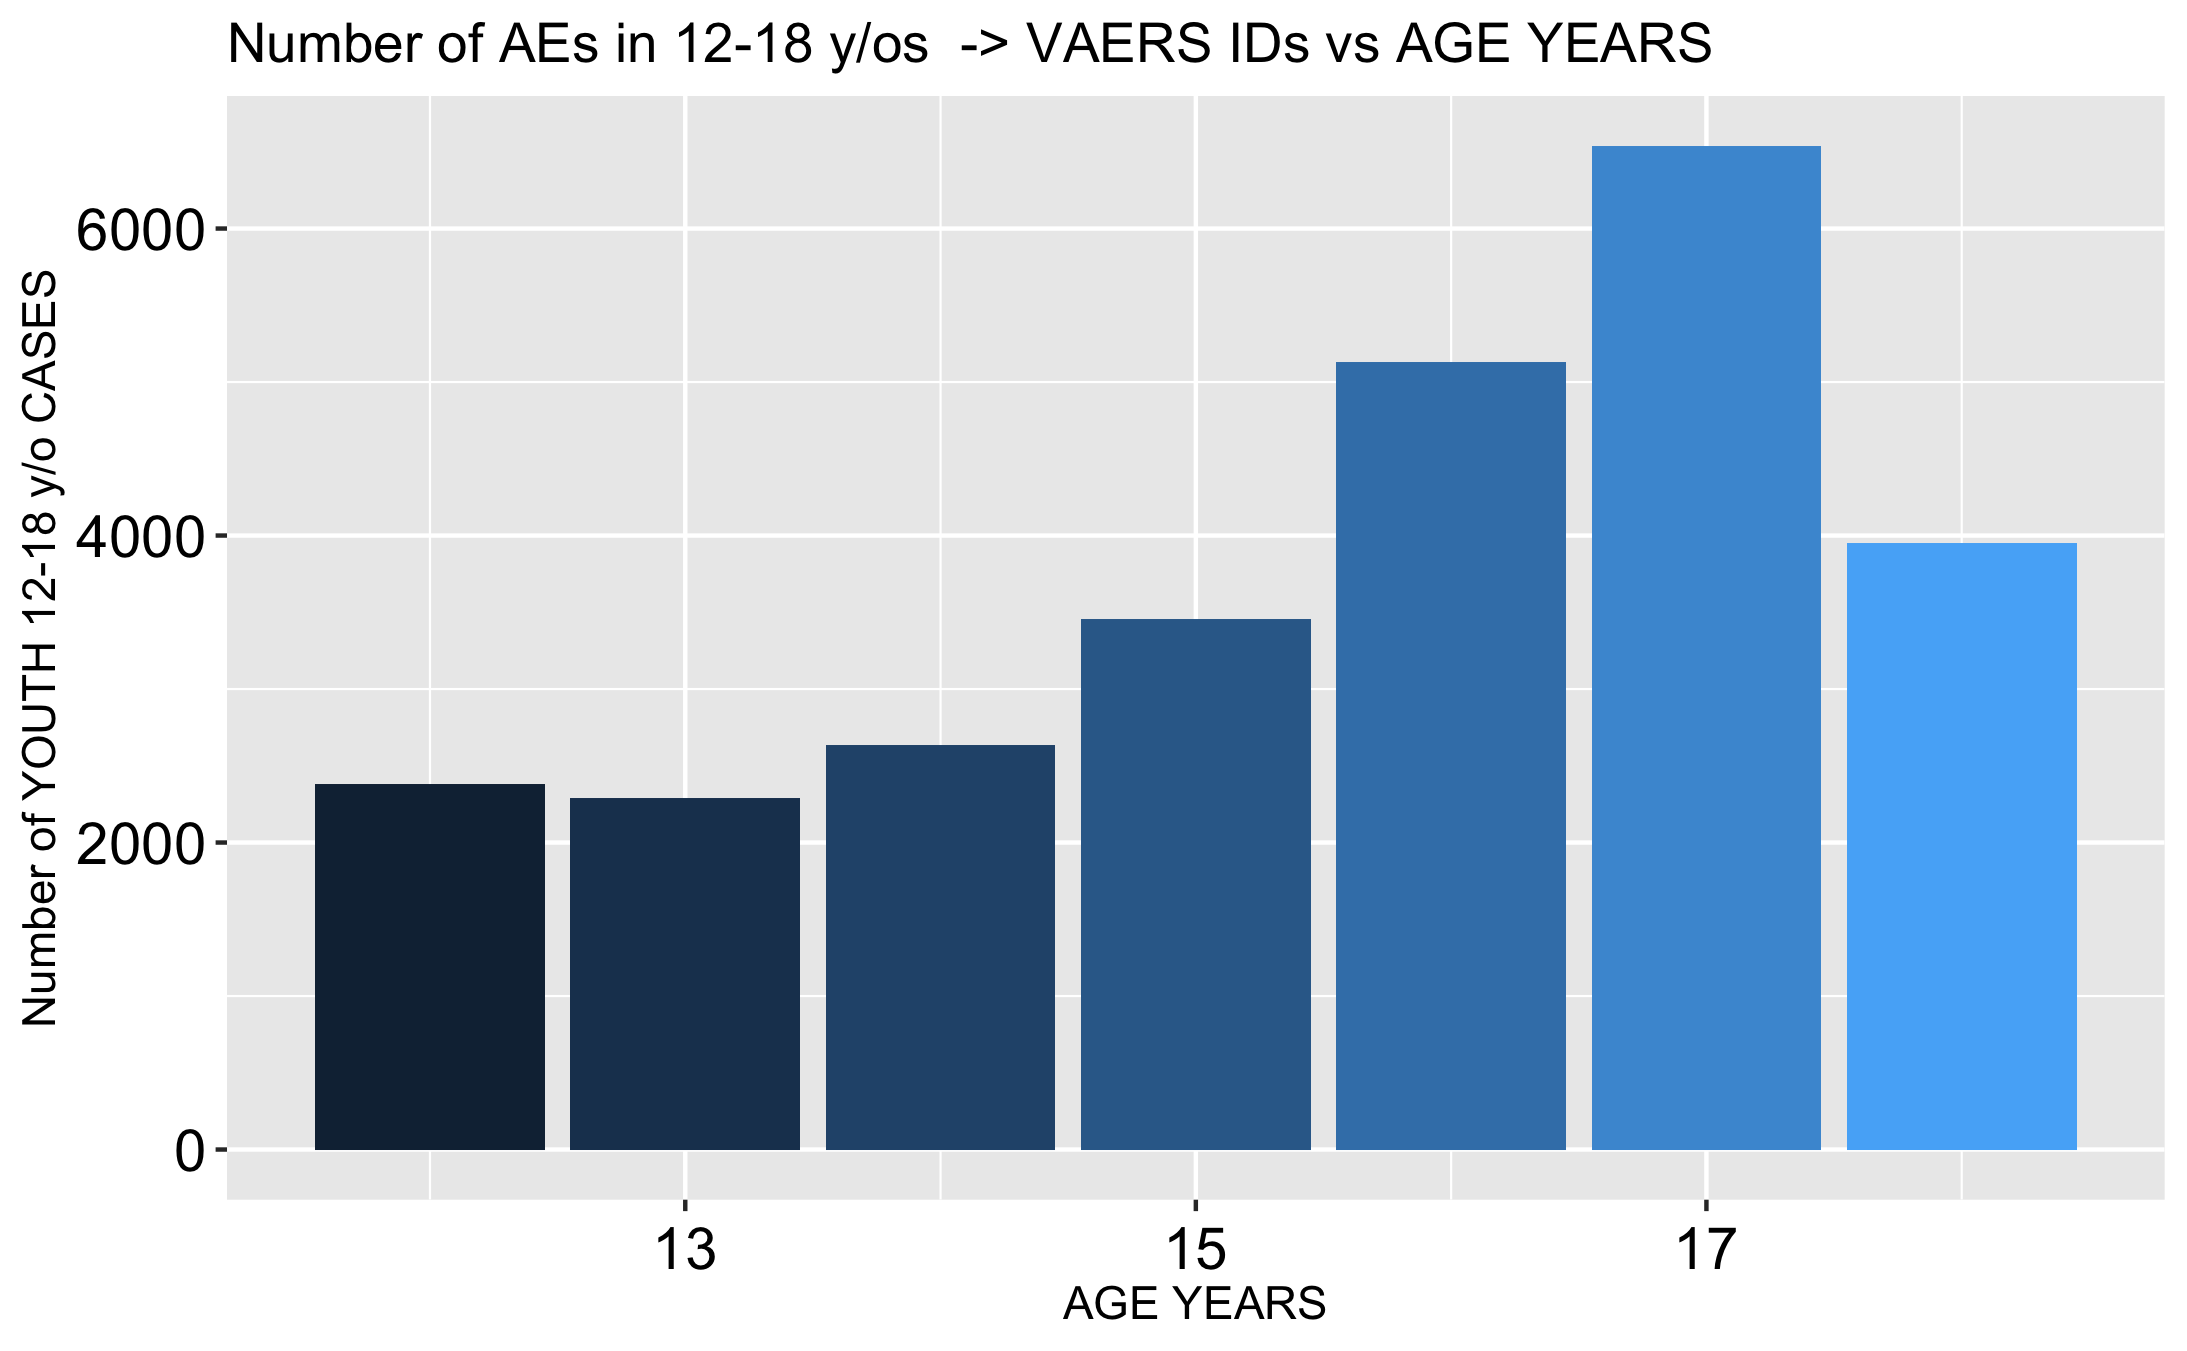 Number of AEs in 12-18 y/os  -> VAERS IDs vs AGE YEARS
Number of YOUTH 12-18 y/o CASES
6000
4000
2000
0
13
15
17
AGE YEARS